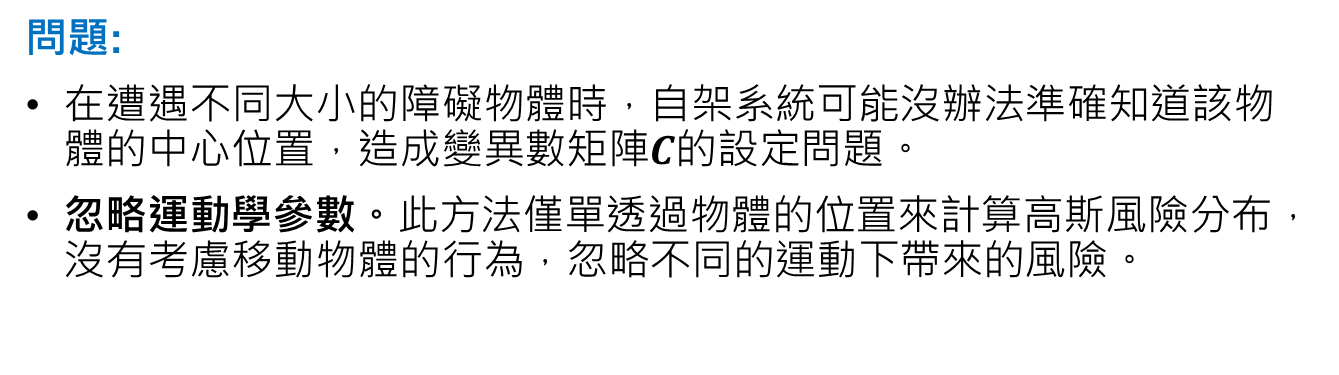 問題:
• 在遭遇不同大小的障礙物體時，自架系統可能沒辦法準確知道該物
體的中心位置，造成變異數矩陣C的設定問題。
• 忽略運動學參數。此方法僅單透過物體的位置來計算高斯風險分布，
沒有考慮移動物體的行為，忽略不同的運動下帶來的風險。